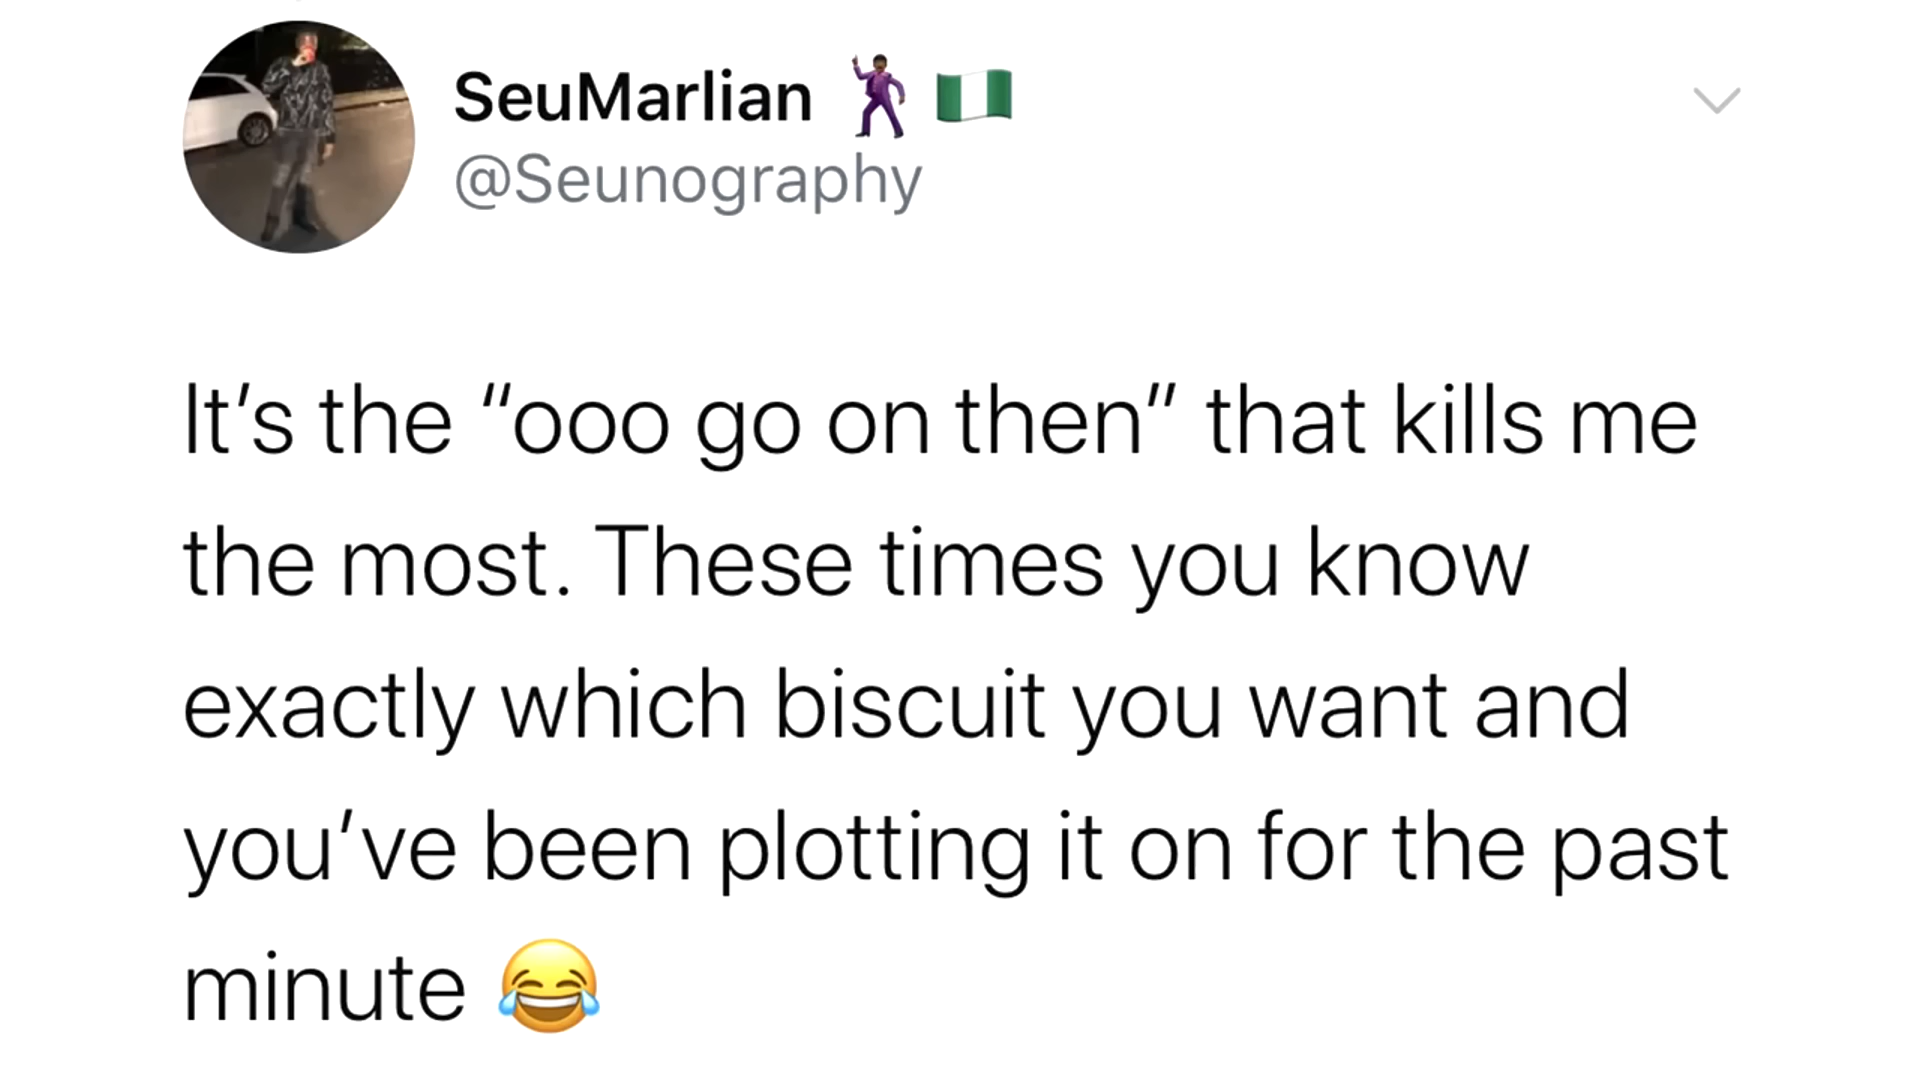 SeuMarlian 🕺🏿 🇳🇬
@Seunography
It’s the “ooo go on then” that kills me
the most. These times you know
exactly which biscuit you want and
you’ve been plotting it on for the past
minute 😂